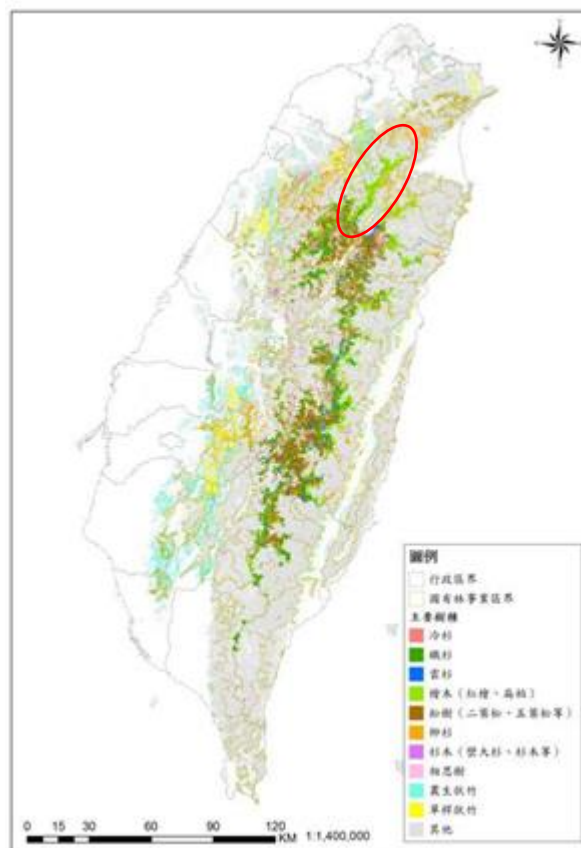 圖例
行政區界
國有林事業區界
主要樹種
冷杉
鐵杉
雲杉
檜木（紅檜、扁柏）
松樹（二葉松、五葉松等）
柳杉
杉木（巒大杉、杉木等）
相思樹
叢生狀竹
單桿狀竹
其他
0 15 30 60 90 120
KM 1:1,400,000